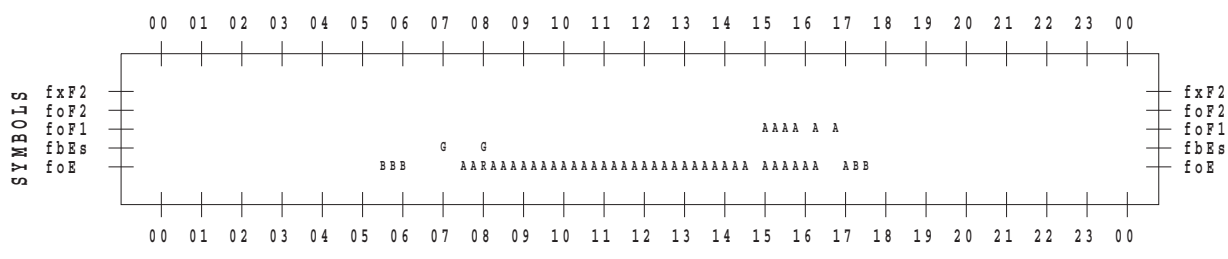 00 01 02 03 04 05 06 07 08 09 10 11 12 13 14 15 16 17 18 19 20 21 22 23 00
SYMBOLS
fxF2 fxF2
foF2 foF2
foF1 AAAA A A foF1
fbEs G G fbEs
foE BBB AARAAAAAAAAAAAAAAAAAAAAAAAAAA AAAAAA ABB foE
00 01 02 03 04 05 06 07 08 09 10 11 12 13 14 15 16 17 18 19 20 21 22 23 00